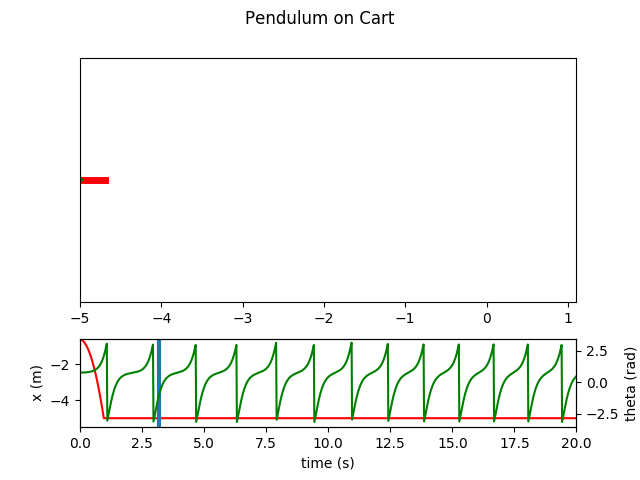 Pendulum on Cart
−5 −4 −3 −2 −1 0 1
−2
−4
x (m)
2.5
0.0
−2.5
theta (rad)
0.0 2.5 5.0 7.5 10.0 12.5 15.0 17.5 20.0
time (s)